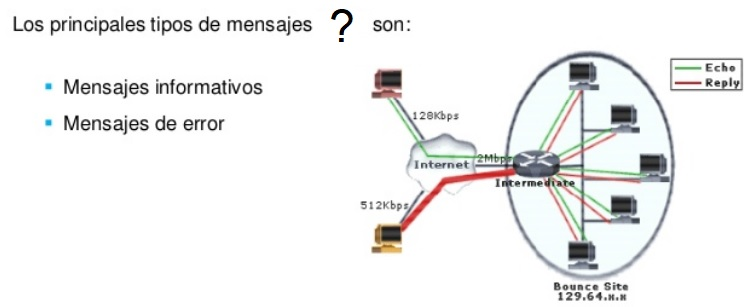 Los principales tipos de mensajes ? son:
Mensajes informativos
Mensajes de error
Echo
Reply
128Kbps
Internet
2Mbps
Intermediate
512Kbps
Bounce Site
129.64.x.x